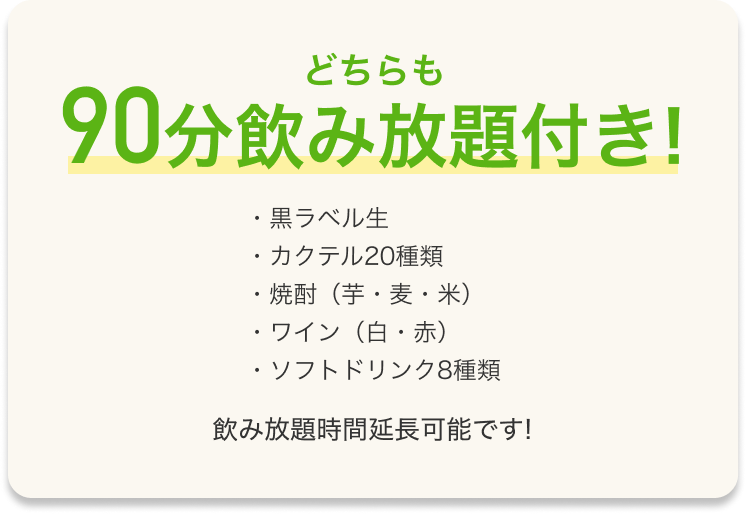 どちらも
90分飲み放題付き!
・黒ラベル生
・カクテル20種類
・焼酎（芋・麦・米）
・ワイン（白・赤）
・ソフトドリンク8種類
飲み放題時間延長可能です!